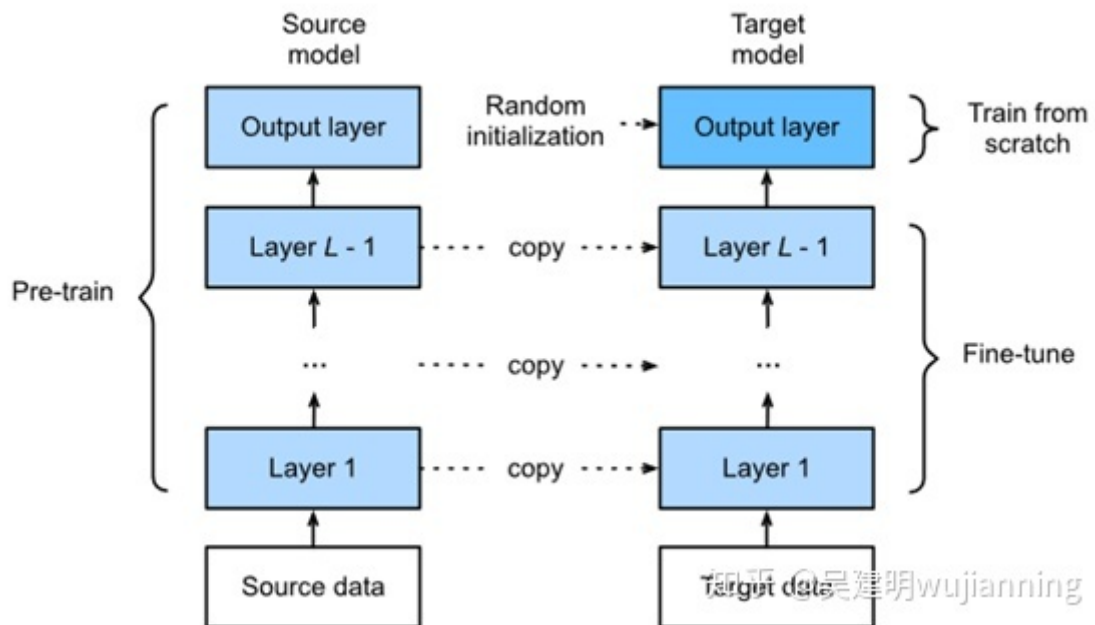 Source
model
Target
model
Output layer
Random
initialization
Output layer
Train from
scratch
Layer L - 1
copy
Layer L - 1
Pre-train
...
copy
...
Fine-tune
Layer 1
copy
Layer 1
Source data
Target data
知乎 @吴建明wujianning